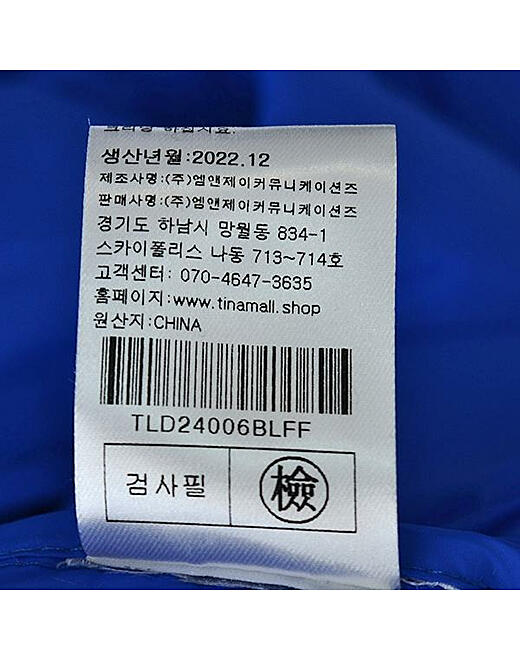 생산년월:2022.12
제조사명:(주)엠앤제이커뮤니케이션즈
판매사명:(주)엠앤제이커뮤니케이션즈
경기도 하남시 망월동 834-1
스카이폴리스 나동 713~714호
고객센터: 070-4647-3635
홈페이지:www.tinamall.shop
원산지:CHINA
TLD24006BLFF
검사필 檢